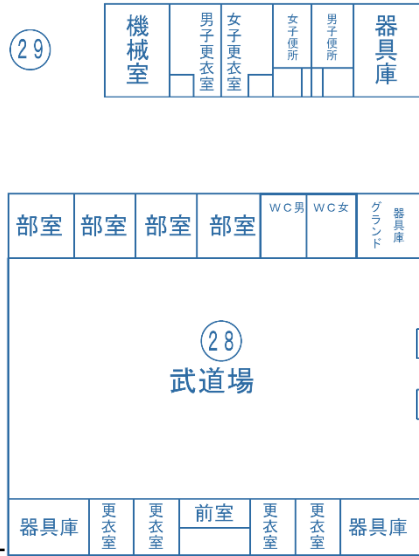 29
機械室
男子更衣室
女子更衣室
女子便所
男子便所
器具庫
部室
部室
部室
部室
WC男
WC女
グランド
器具庫
28
武道場
器具庫
更衣室
更衣室
前室
更衣室
更衣室
器具庫